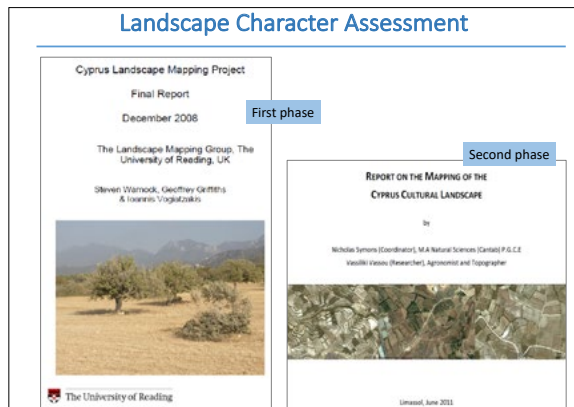 Landscape Character Assessment
Cyprus Landscape Mapping Project
Final Report
December 2008
First phase
The Landscape Mapping Group, The
University of Reading, UK
Steven Warnock, Geoffrey Griffiths
& Ioannis Vogiatzakis
The University of Reading
Second phase
REPORT ON THE MAPPING OF THE
CYPRUS CULTURAL LANDSCAPE
by
Nicholas Symons (Coordinator), M.A Natural Sciences (Cantab) P.G.C.E
Vassiliki Vassou (Researcher), Agronomist and Topographer
Limassol, June 2011